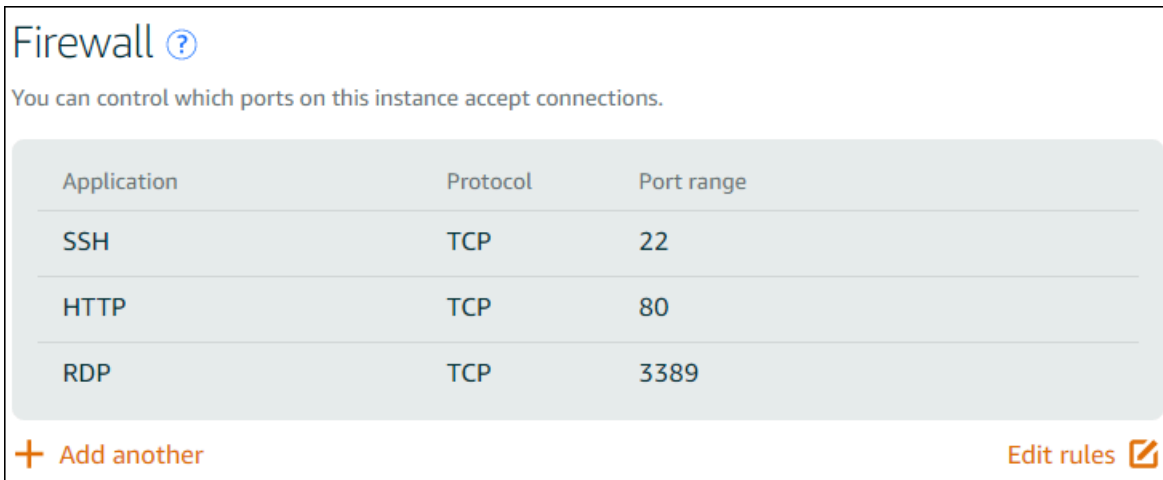 Firewall ?
You can control which ports on this instance accept connections.
Application Protocol Port range
SSH TCP 22
HTTP TCP 80
RDP TCP 3389
+ Add another Edit rules